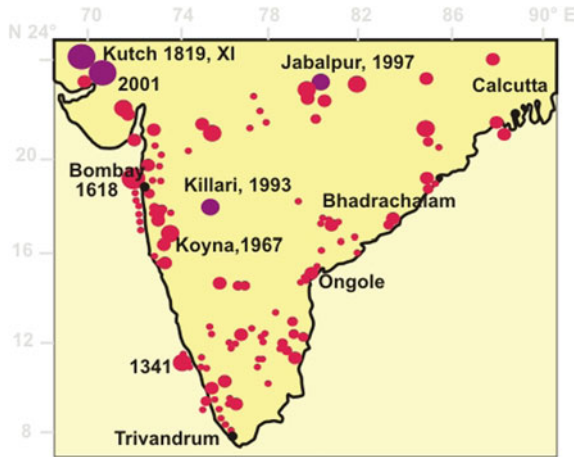 70 74 78 82 86 90° E
N 24°
Kutch 1819, XI
Jabalpur, 1997
2001
Calcutta
20
Bombay
1618
Killari, 1993
Bhadrachalam
Koyna,1967
16
Ongole
12
1341
8
Trivandrum